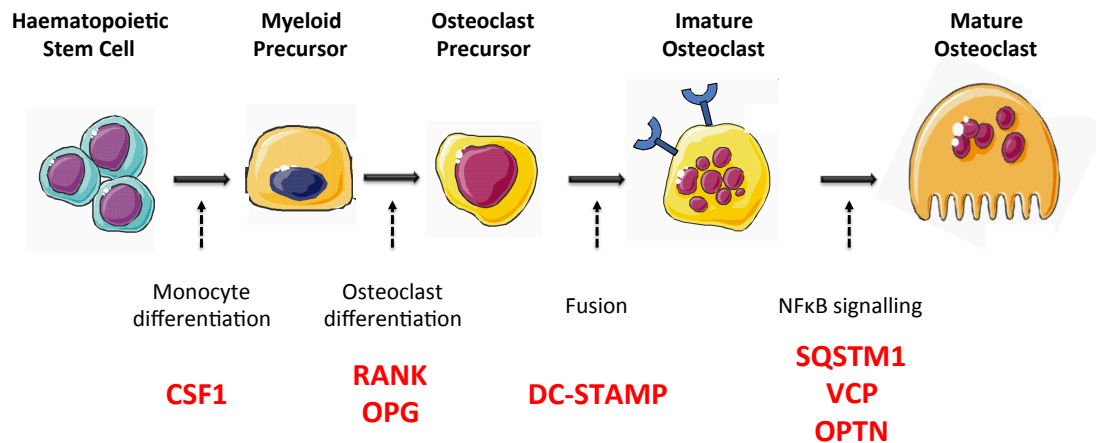 Haematopoietic
Stem Cell
Myeloid
Precursor
Osteoclast
Precursor
Imature
Osteoclast
Mature
Osteoclast
Monocyte
differentiation
Osteoclast
differentiation
Fusion
NFκB signalling
CSF1
RANK
OPG
DC-STAMP
SQSTM1
VCP
OPTN